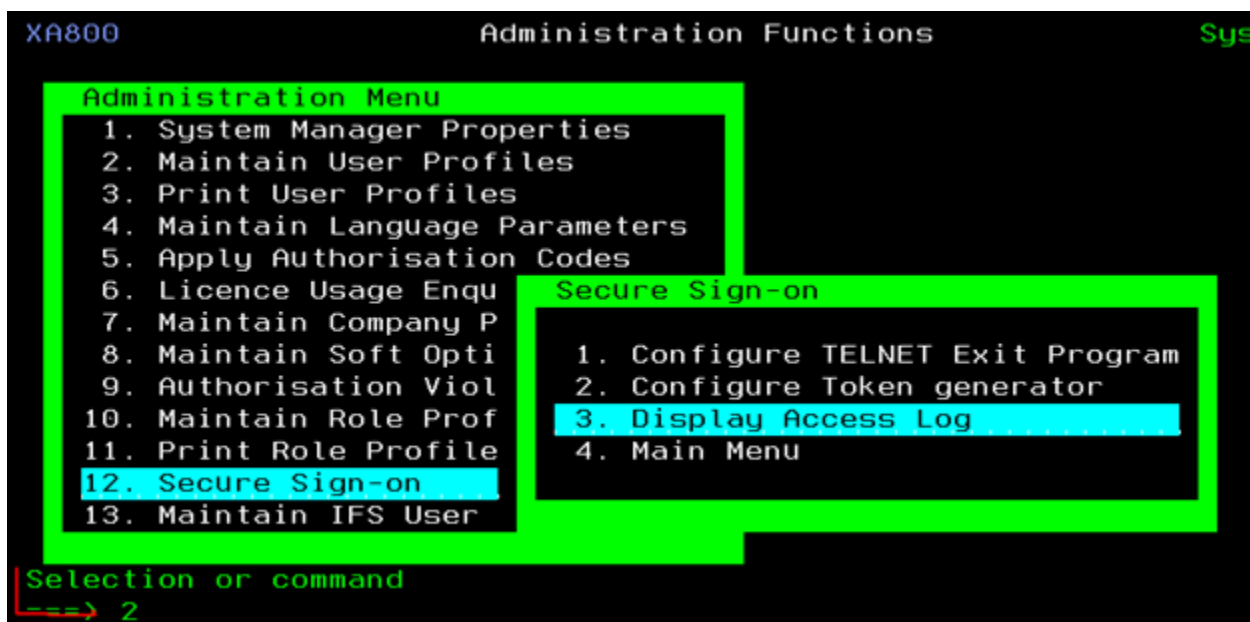 XA800 Administration Functions Sys
Administration Menu
1. System Manager Properties
2. Maintain User Profiles
3. Print User Profiles
4. Maintain Language Parameters
5. Apply Authorisation Codes
6. Licence Usage Enqu
7. Maintain Company P
8. Maintain Soft Opti
9. Authorisation Viol
10. Maintain Role Prof
11. Print Role Profile
12. Secure Sign-on
13. Maintain IFS User
Secure Sign-on
1. Configure TELNET Exit Program
2. Configure Token generator
3. Display Access Log
4. Main Menu
Selection or command
===> 2